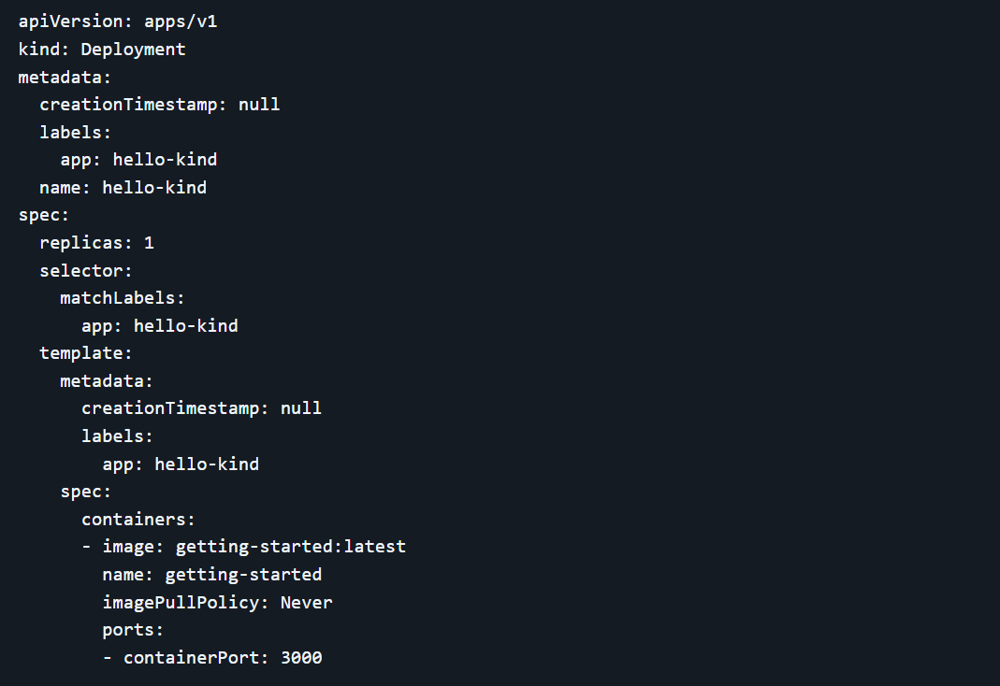 apiVersion: apps/v1
kind: Deployment
metadata:
  creationTimestamp: null
  labels:
    app: hello-kind
  name: hello-kind
spec:
  replicas: 1
  selector:
    matchLabels:
      app: hello-kind
  template:
    metadata:
      creationTimestamp: null
      labels:
        app: hello-kind
    spec:
      containers:
      - image: getting-started:latest
        name: getting-started
        imagePullPolicy: Never
        ports:
        - containerPort: 3000